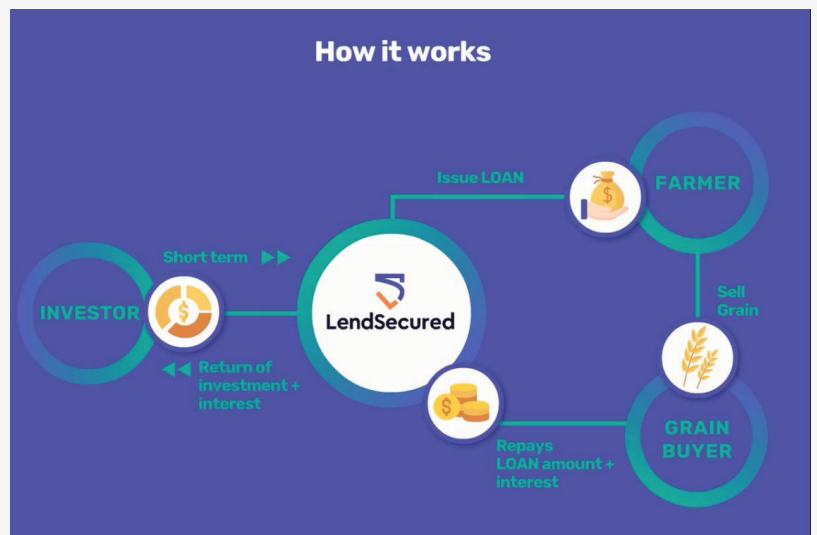 How it works
Issue LOAN
FARMER
Short term
INVESTOR
LendSecured
Sell
Grain
Return of
investment +
interest
GRAIN
BUYER
Repays
LOAN amount +
interest